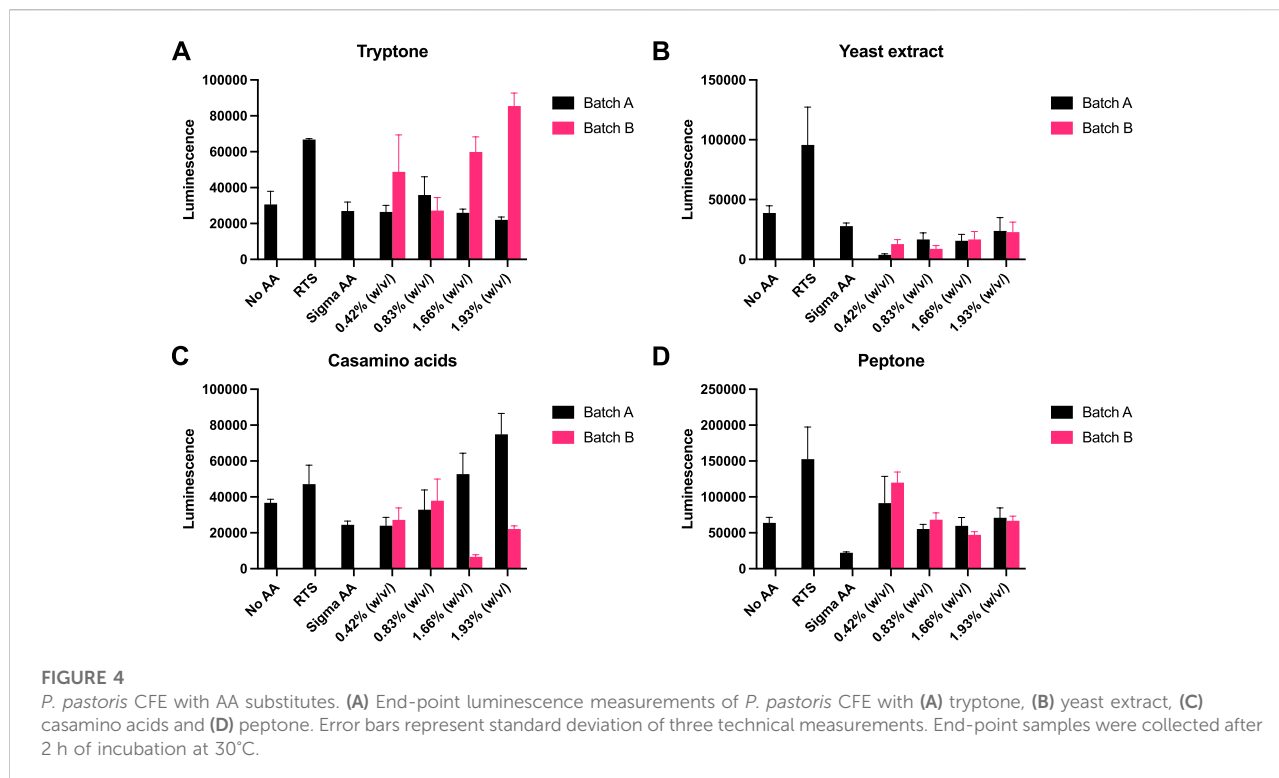 A
Tryptone
Luminescence
100000
80000
60000
40000
20000
0
No AA
RTS
Sigma AA
0.42% (w/v/)
0.83% (w/v/)
1.66% (w/v/)
1.93% (w/v/)
Batch A
Batch B
B
Yeast extract
Luminescence
150000
100000
50000
0
No AA
RTS
Sigma AA
0.42% (w/v/)
0.83% (w/v/)
1.66% (w/v/)
1.93% (w/v/)
Batch A
Batch B
C
Casamino acids
Luminescence
100000
80000
60000
40000
20000
0
No AA
RTS
Sigma AA
0.42% (w/v/)
0.83% (w/v/)
1.66% (w/v/)
1.93% (w/v/)
Batch A
Batch B
D
Peptone
Luminescence
250000
200000
150000
100000
50000
0
No AA
RTS
Sigma AA
0.42% (w/v/)
0.83% (w/v/)
1.66% (w/v/)
1.93% (w/v/)
Batch A
Batch B
FIGURE 4
P. pastoris CFE with AA substitutes. (A) End-point luminescence measurements of P. pastoris CFE with (A) tryptone, (B) yeast extract, (C)
casamino acids and (D) peptone. Error bars represent standard deviation of three technical measurements. End-point samples were collected after
2 h of incubation at 30°C.